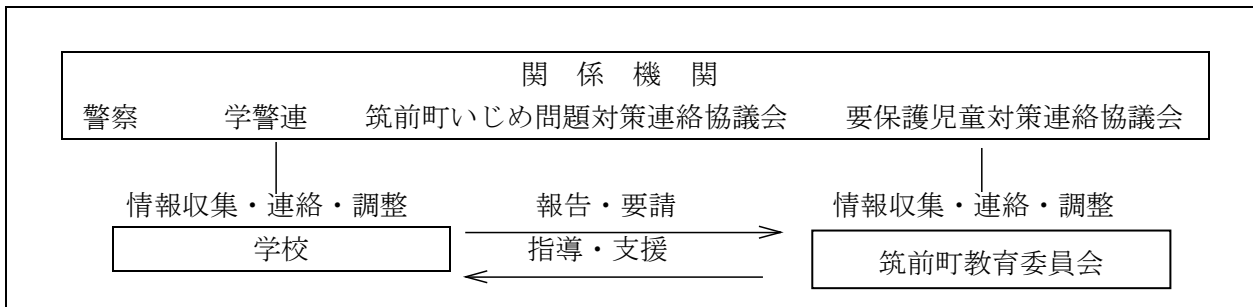 関 係 機 関
警察 学警連 筑前町いじめ問題対策連絡協議会 要保護児童対策連絡協議会
情報収集・連絡・調整 報告・要請 情報収集・連絡・調整
学校 指導・支援 筑前町教育委員会